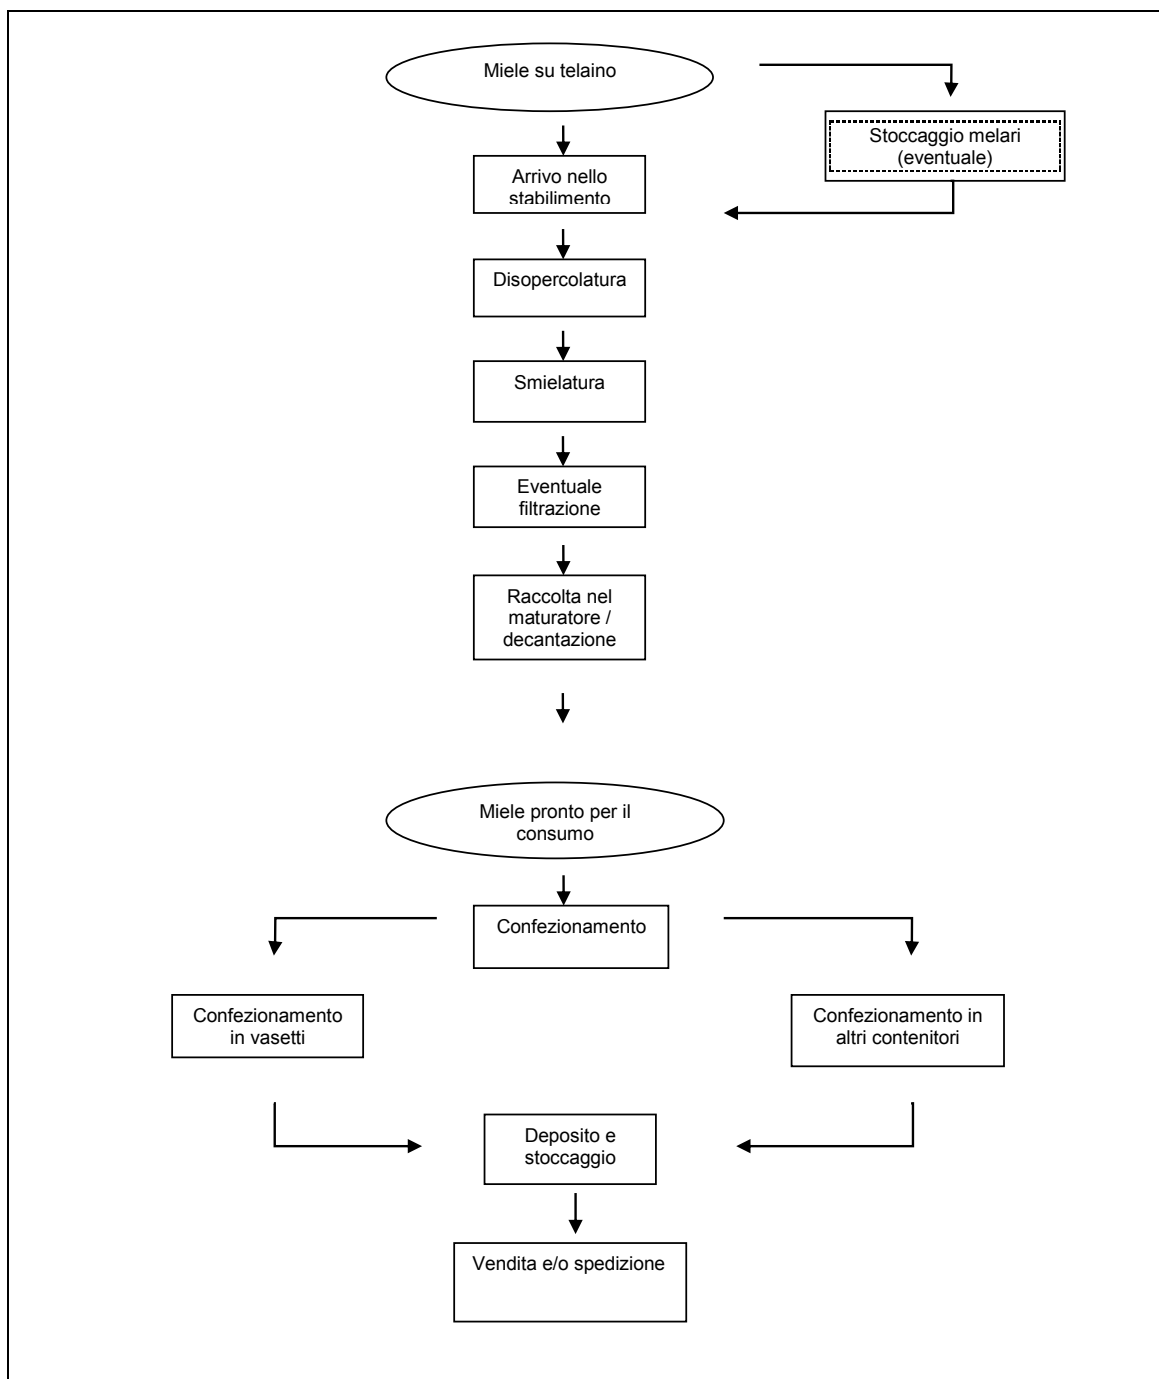 Miele su telaino
Stoccaggio melari
(eventuale)
Arrivo nello
stabilimento
Disopercolatura
Smielatura
Eventuale
filtrazione
Raccolta nel
maturatore /
decantazione
Miele pronto per il
consumo
Confezionamento
Confezionamento
in vasetti
Confezionamento in
altri contenitori
Deposito e
stoccaggio
Vendita e/o spedizione